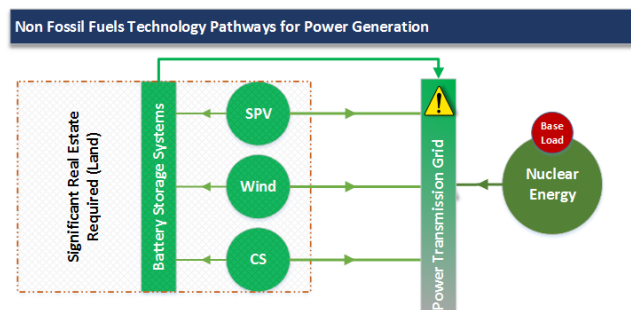 Non Fossil Fuels Technology Pathways for Power Generation
Significant Real Estate
Required (Land)
Battery Storage Systems
SPV
Wind
CS
Power Transmission Grid
Base
Load
Nuclear
Energy